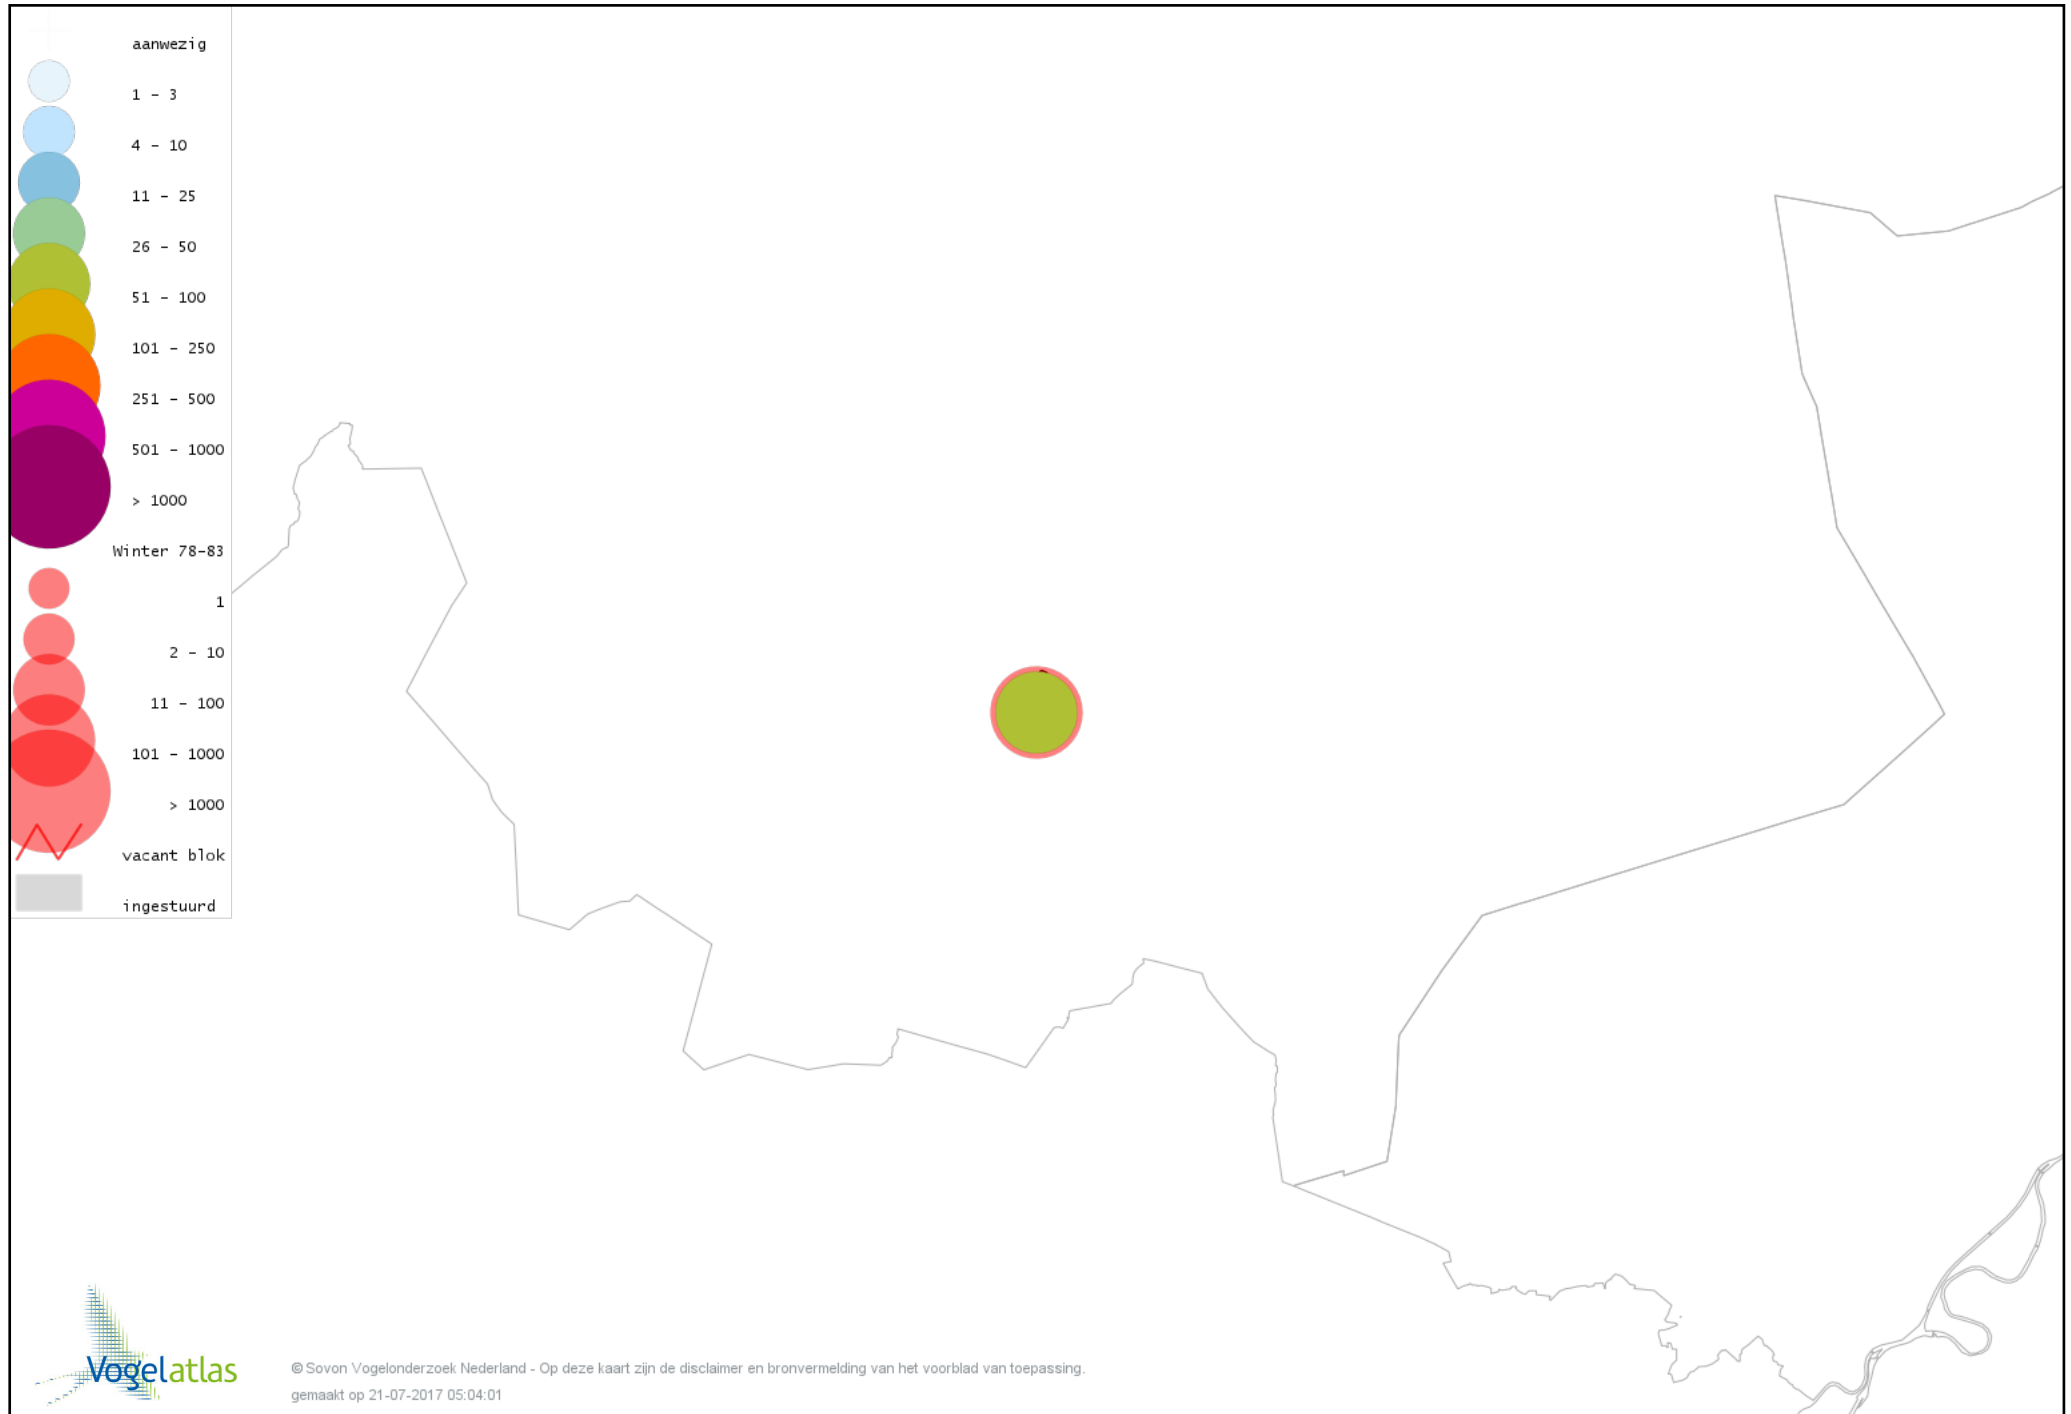 aanwezig
1 - 3
4 - 10
11 - 25
26 - 50
51 - 100
101 - 250
251 - 500
501 - 1000
> 1000
Winter 78-83
1
2 - 10
11 - 100
101 - 1000
> 1000
vacant blok
ingestuurd
Vogelatlas
© Sovon Vogelonderzoek Nederland - Op deze kaart zijn de disclaimer en bronvermelding van het voorblad van toepassing.
gemaakt op 21-07-2017 05:04:01